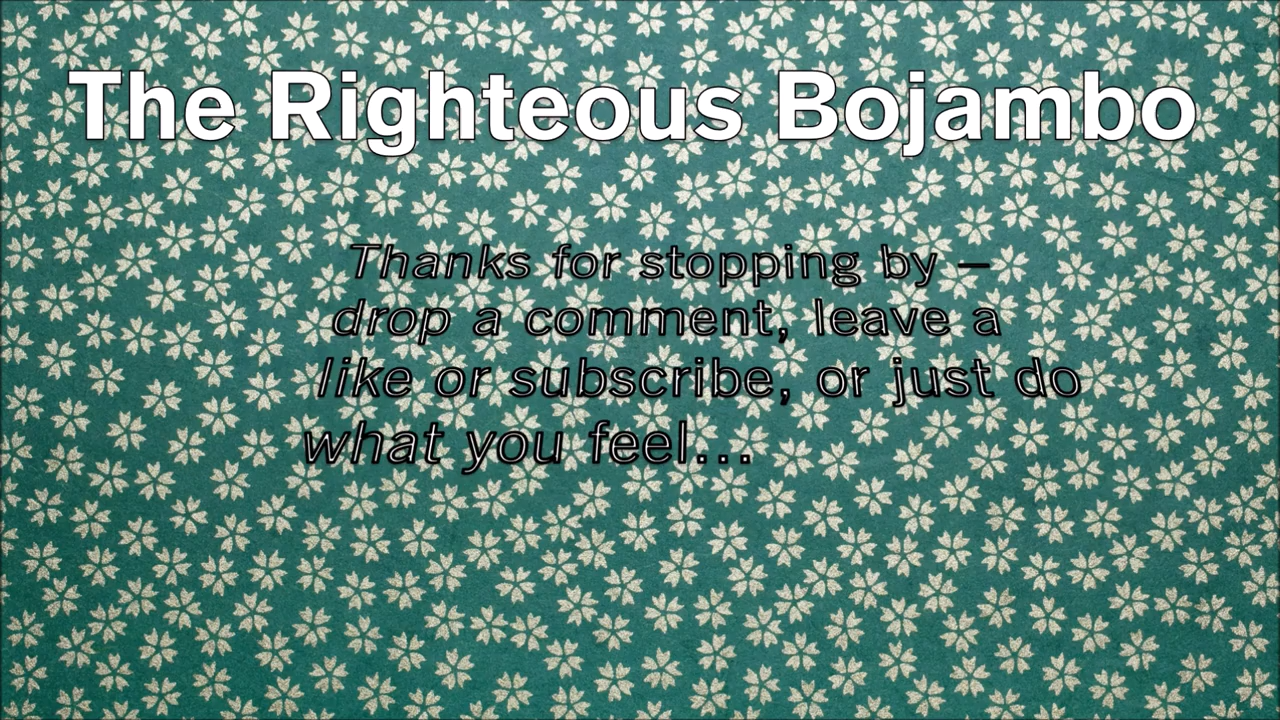 The Righteous Bojambo
Thanks for stopping by –
drop a comment, leave a
like or subscribe, or just do
what you feel...